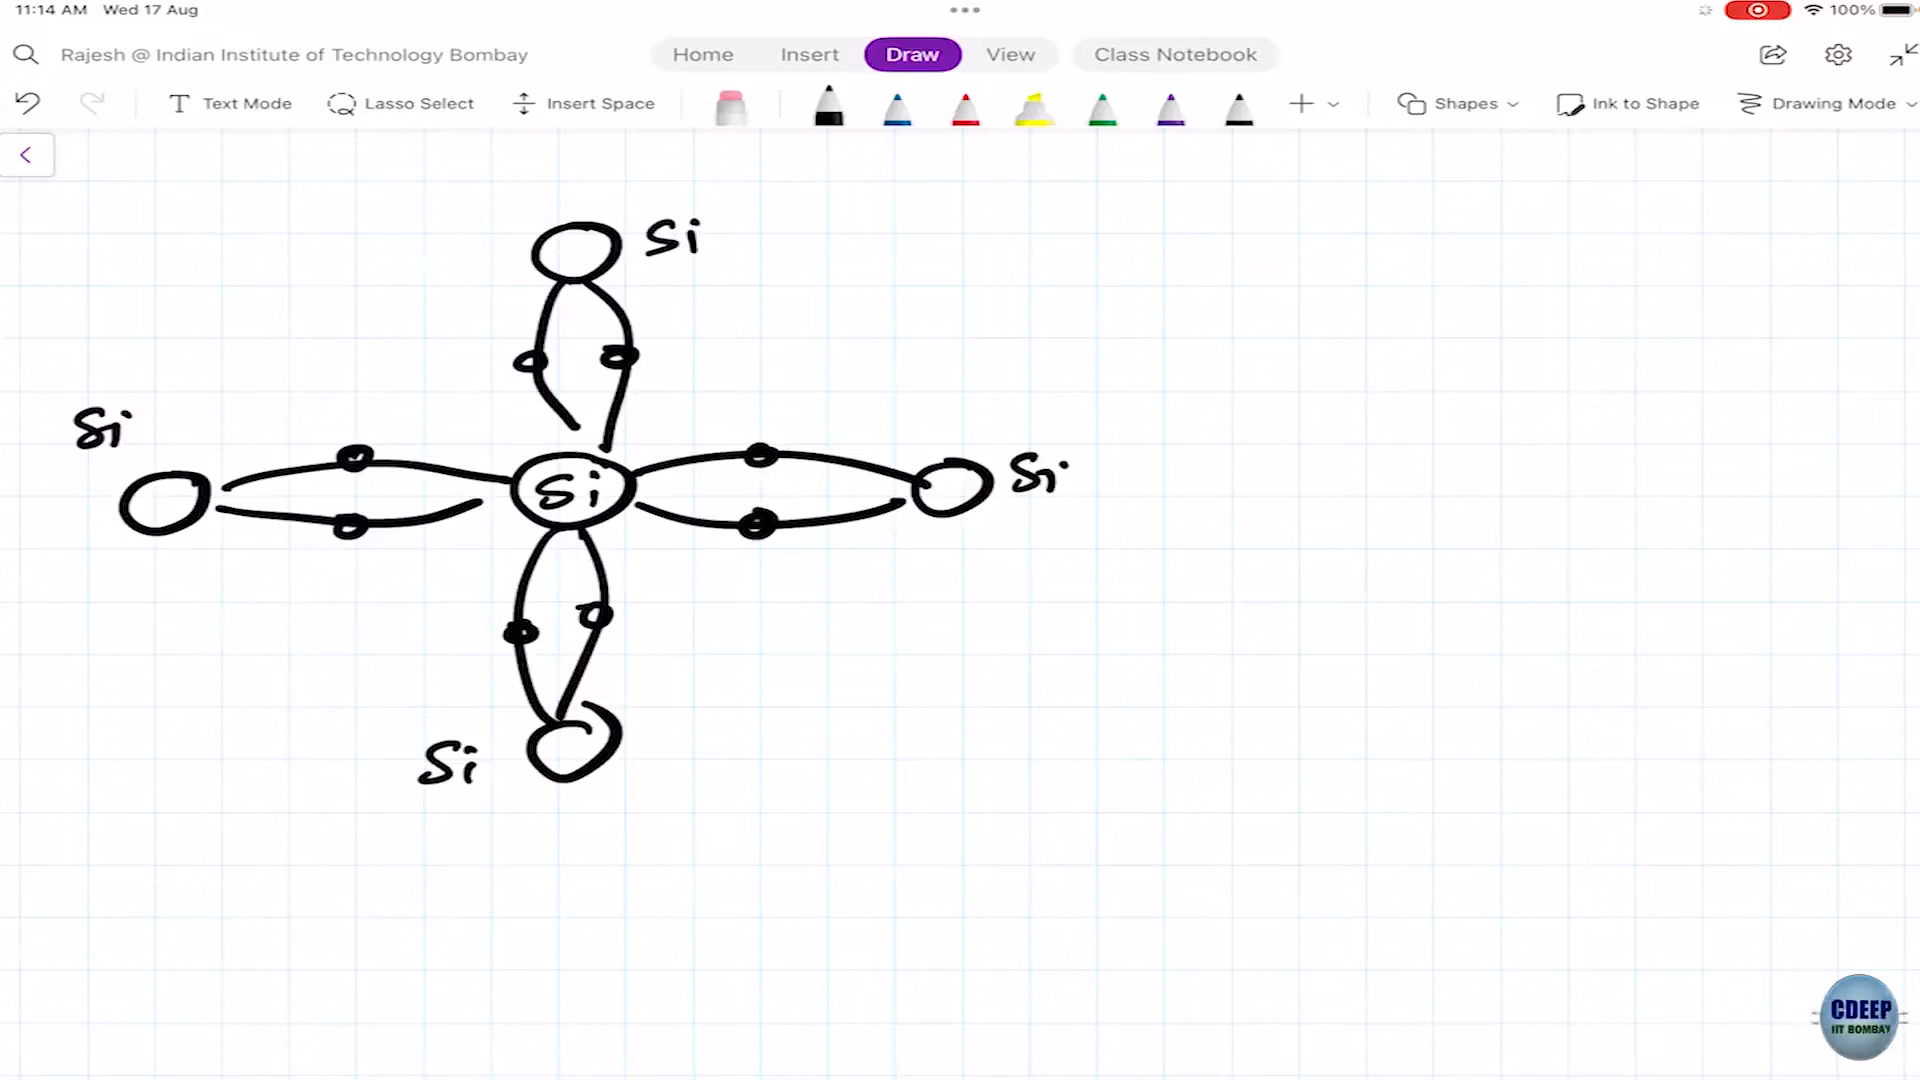 11:14 AM Wed 17 Aug
100%
Rajesh @ Indian Institute of Technology Bombay
Home Insert Draw View Class Notebook
Text Mode Lasso Select Insert Space Shapes Ink to Shape Drawing Mode
Si
Si
Si
Si
Si
CDEEP
IIT BOMBAY